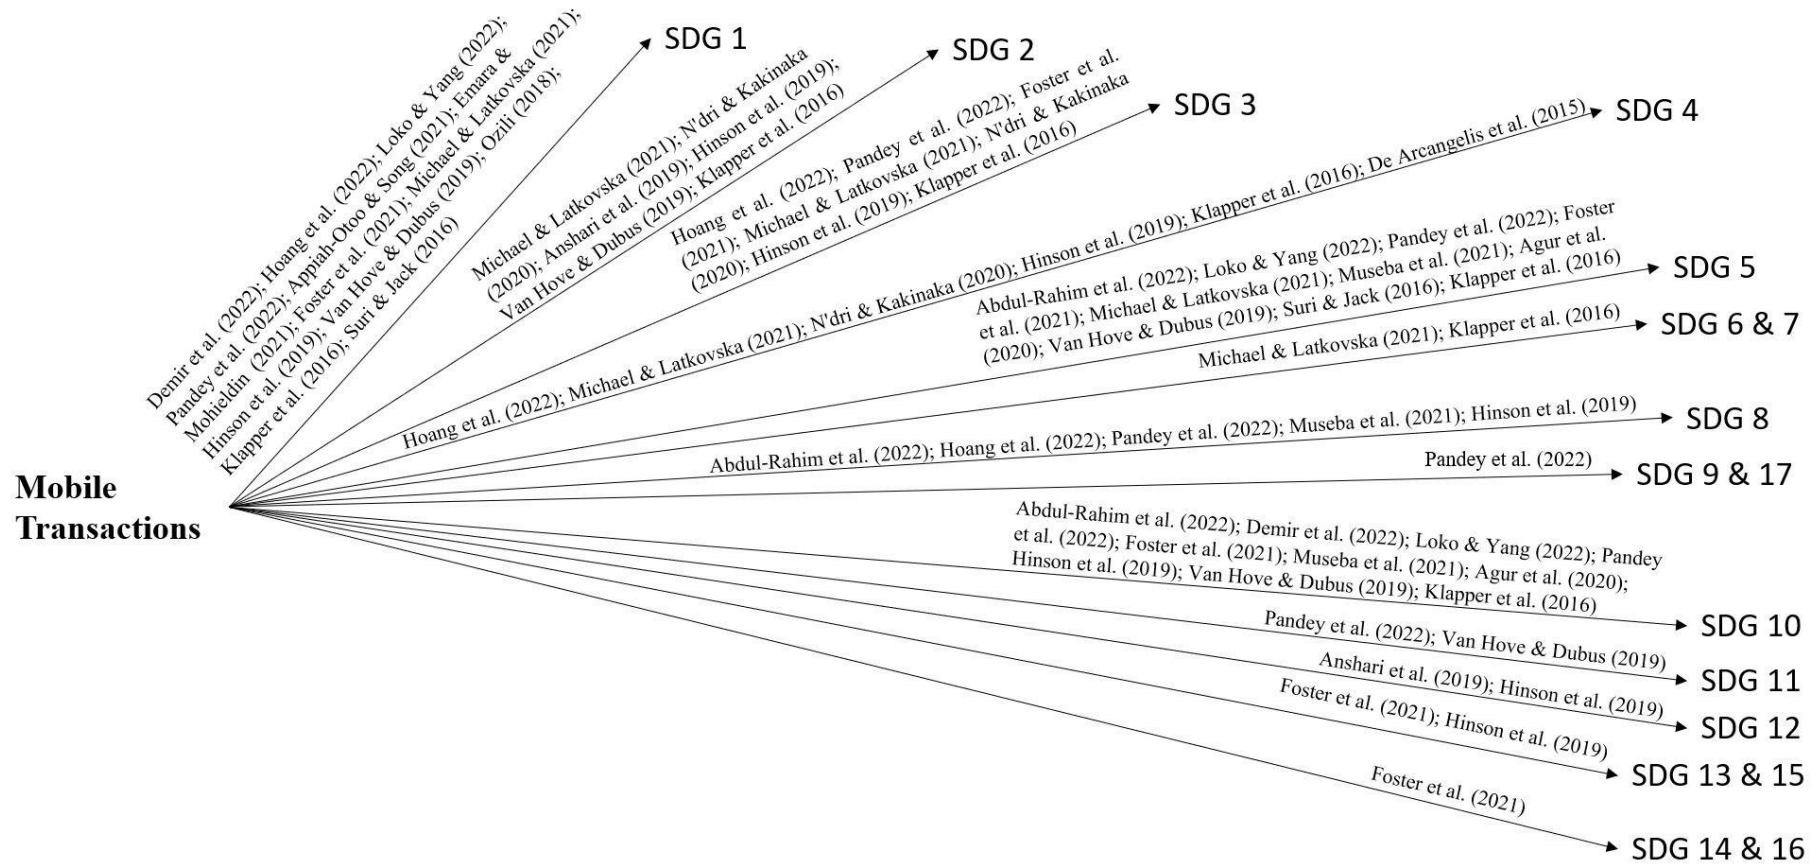 Demir et al. (2022); Hoang et al. (2022); Loko & Yang (2022);
Pandey et al. (2022); Appiah-Otoo & Song (2021); Emara &
Mohieldin (2021); Foster et al. (2021); Michael & Latkovska (2021);
Hinson et al. (2019); Van Hove & Dubus (2019); Ozili (2018);
Klapper et al. (2016); Suri & Jack (2016)
SDG 1
Michael & Latkovska (2021); N'dri & Kakinaka
(2020); Anshari et al. (2019); Hinson et al. (2019);
Van Hove & Dubus (2019); Klapper et al. (2016)
SDG 2
Hoang et al. (2022); Pandey et al. (2022); Foster et al.
(2021); Michael & Latkovska (2021); N'dri & Kakinaka
(2020); Hinson et al. (2019); Klapper et al. (2016)
SDG 3
Hoang et al. (2022); Michael & Latkovska (2021); N'dri & Kakinaka (2020); Hinson et al. (2019); Klapper et al. (2016); De Arcangelis et al. (2015)
SDG 4
Abdul-Rahim et al. (2022); Loko & Yang (2022); Pandey et al. (2022); Foster
et al. (2021); Michael & Latkovska (2021); Museba et al. (2021); Agur et al.
(2020); Van Hove & Dubus (2019); Suri & Jack (2016); Klapper et al. (2016)
SDG 5
Michael & Latkovska (2021); Klapper et al. (2016)
SDG 6 & 7
Abdul-Rahim et al. (2022); Hoang et al. (2022); Pandey et al. (2022); Museba et al. (2021); Hinson et al. (2019)
SDG 8
Pandey et al. (2022)
SDG 9 & 17
Mobile
Transactions
Abdul-Rahim et al. (2022); Demir et al. (2022); Loko & Yang (2022); Pandey
et al. (2022); Foster et al. (2021); Museba et al. (2021); Agur et al. (2020);
Hinson et al. (2019); Van Hove & Dubus (2019); Klapper et al. (2016)
SDG 10
Pandey et al. (2022); Van Hove & Dubus (2019)
SDG 11
Anshari et al. (2019); Hinson et al. (2019)
SDG 12
Foster et al. (2021); Hinson et al. (2019)
SDG 13 & 15
Foster et al. (2021)
SDG 14 & 16